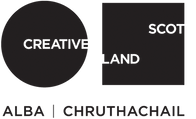 SCOT
CREATIVE
LAND
ALBA | CHRUTHACHAIL